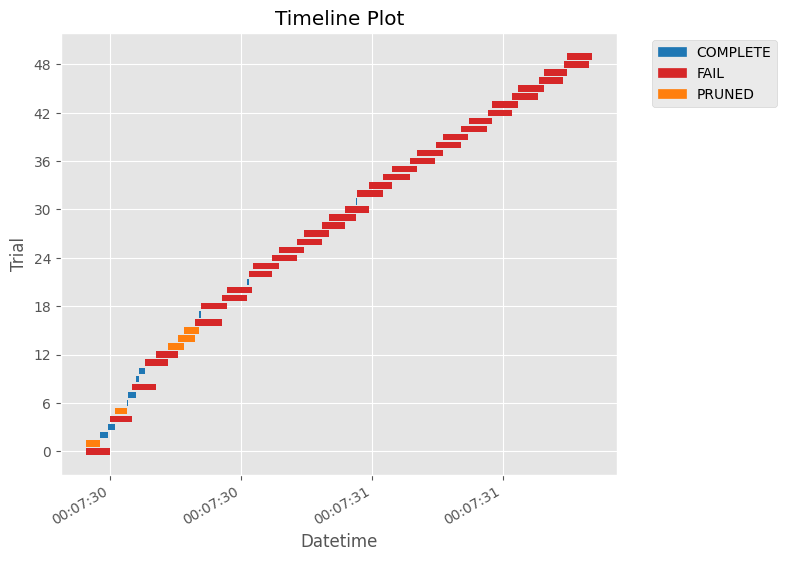 Timeline Plot
COMPLETE
FAIL
PRUNED
48
42
36
30
24
18
12
6
0
Trial
00:07:30
00:07:30
00:07:31
00:07:31
Datetime